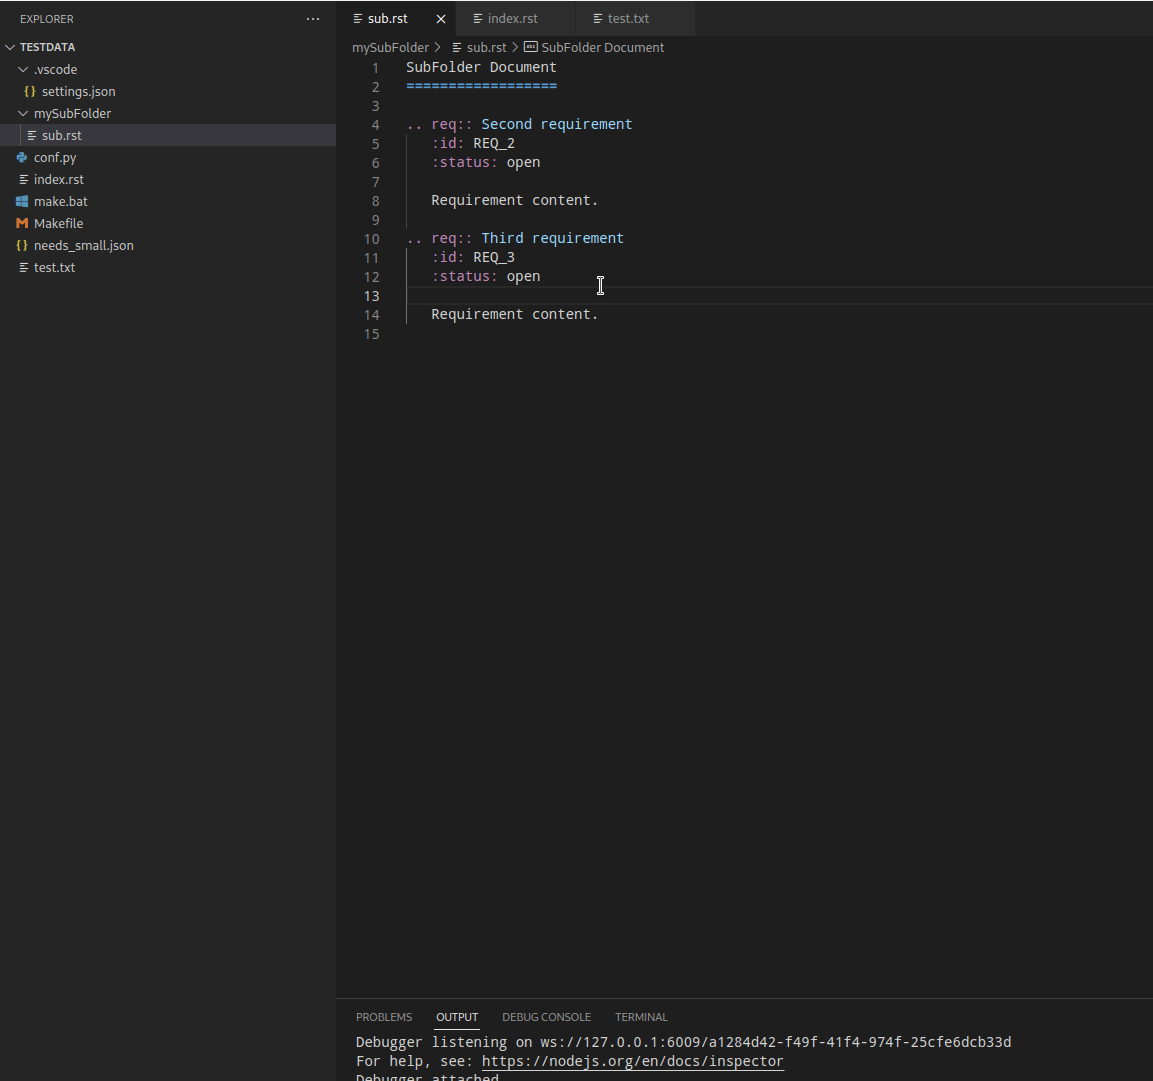 EXPLORER ···
TESTDATA
.vscode
{} settings.json
mySubFolder
sub.rst
conf.py
index.rst
make.bat
M Makefile
{} needs_small.json
test.txt
sub.rst × index.rst test.txt
mySubFolder > sub.rst > abc SubFolder Document
1 SubFolder Document
2 ==================
3
4 .. req:: Second requirement
5 :id: REQ_2
6 :status: open
7
8 Requirement content.
9
10 .. req:: Third requirement
11 :id: REQ_3
12 :status: open
13
14 Requirement content.
15
PROBLEMS OUTPUT DEBUG CONSOLE TERMINAL
Debugger listening on ws://127.0.0.1:6009/a1284d42-f49f-41f4-974f-25cfe6dcb33d
For help, see: https://nodejs.org/en/docs/inspector
Debugger attached.